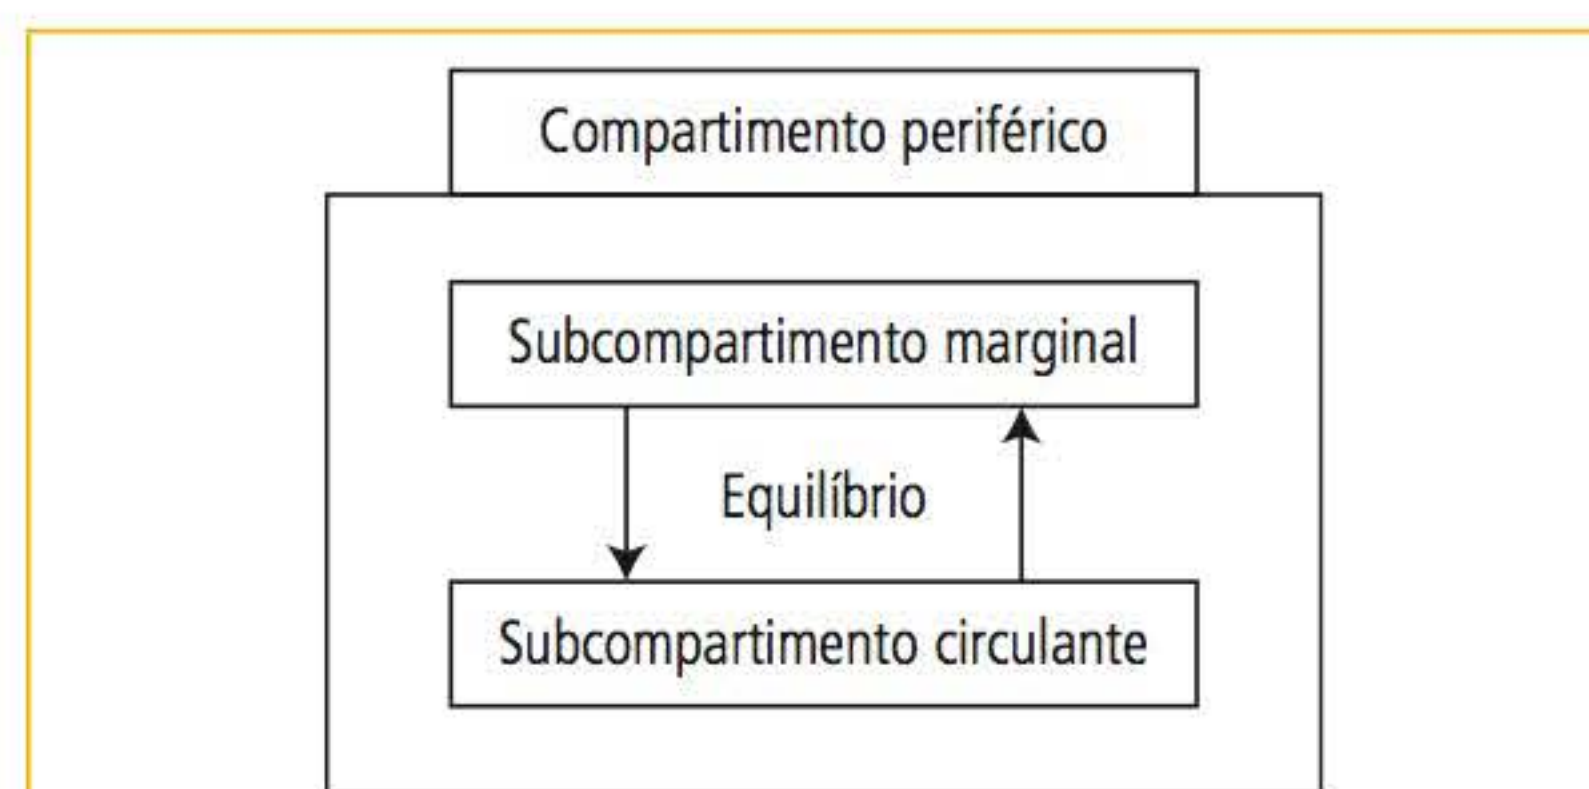 Compartimento periférico
Subcompartimento marginal
Equilíbrio
Subcompartimento circulante